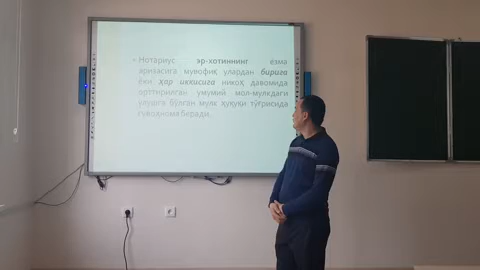 • Нотариус эр-хотиннинг ёзма
аризасига мувофиқ улардан бирига
ёки ҳар иккисига никоҳ давомида
орттирилган умумий мол-мулкдаги
улушга бўлган мулк ҳуқуқи тўғрисида
гувоҳнома беради.